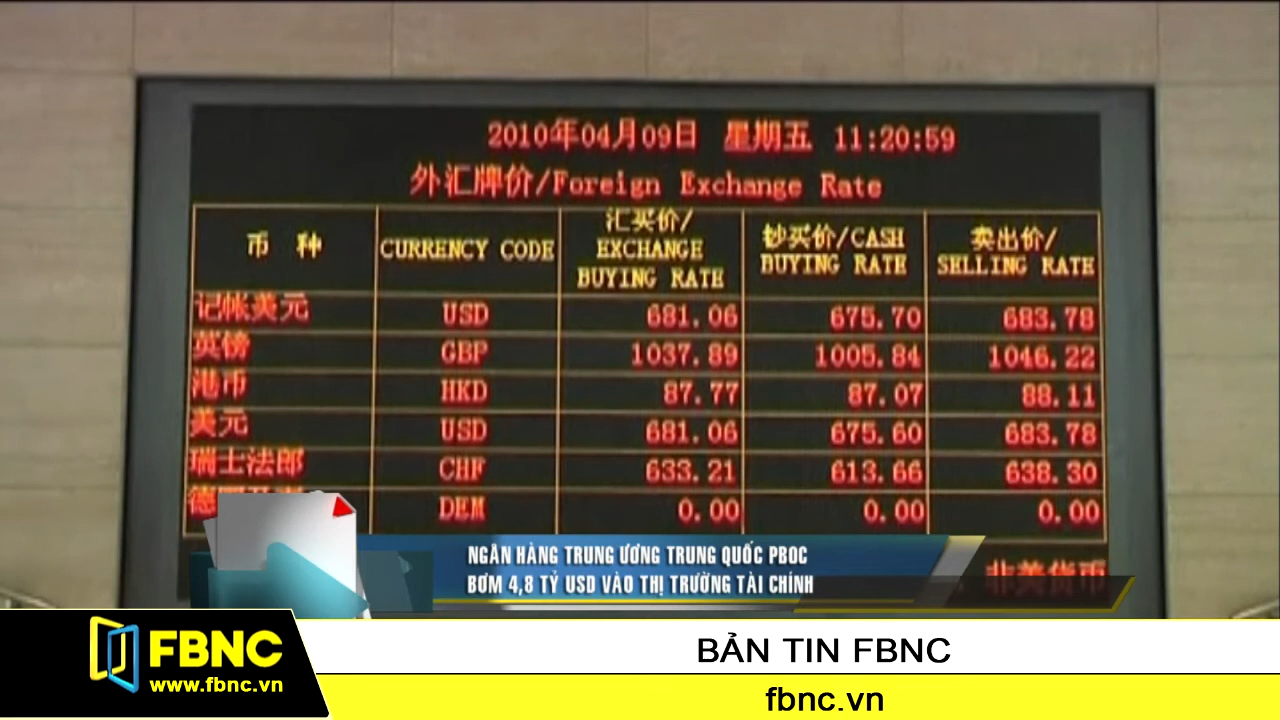 2010年04月09日 星期五 11:20:59
外汇牌价/Foreign Exchange Rate
币 种 CURRENCY CODE 汇买价/EXCHANGE BUYING RATE 钞买价/CASH BUYING RATE 卖出价/SELLING RATE
记帐美元 USD 681.06 675.70 683.78
英镑 GBP 1037.89 1005.84 1046.22
港币 HKD 87.77 87.07 88.11
美元 USD 681.06 675.60 683.78
瑞士法郎 CHF 633.21 613.66 638.30
德 DEM 0.00 0.00 0.00
非美货币
NGÂN HÀNG TRUNG ƯƠNG TRUNG QUỐC PBOC
BƠM 4,8 TỶ USD VÀO THỊ TRƯỜNG TÀI CHÍNH
FBNC
www.fbnc.vn
BẢN TIN FBNC
fbnc.vn